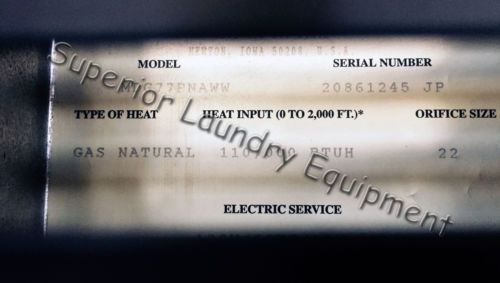 NEWTON, IOWA 50208, U.S.A.
MODEL SERIAL NUMBER
20861245 JP
TYPE OF HEAT HEAT INPUT (0 TO 2,000 FT.)* ORIFICE SIZE
GAS NATURAL BTUH 22
ELECTRIC SERVICE
Superior Laundry Equipment